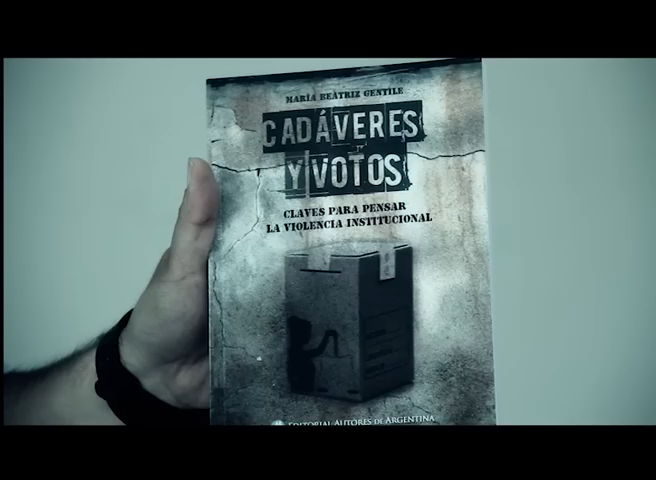 MARÍA BEATRIZ GENTILE
CADÁVERES
Y VOTOS
CLAVES PARA PENSAR
LA VIOLENCIA INSTITUCIONAL
EDITORIAL AUTORES DE ARGENTINA